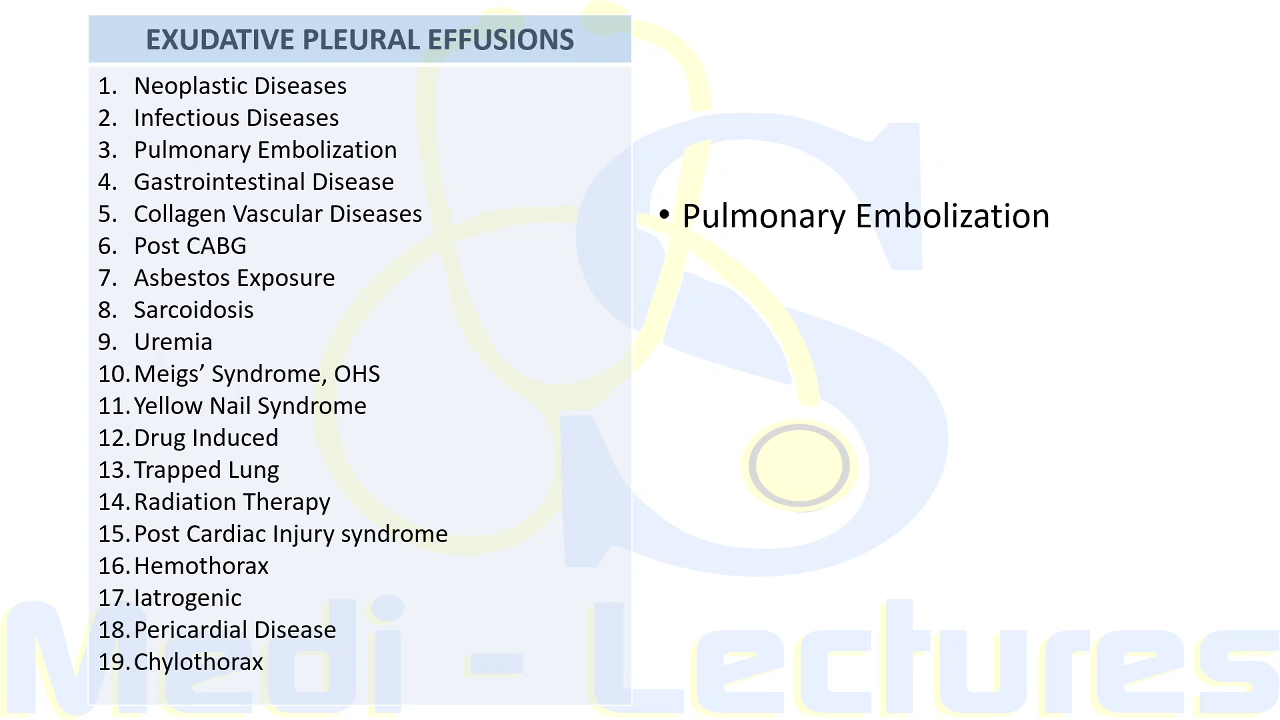 EXUDATIVE PLEURAL EFFUSIONS
1. Neoplastic Diseases
2. Infectious Diseases
3. Pulmonary Embolization
4. Gastrointestinal Disease
5. Collagen Vascular Diseases
6. Post CABG
7. Asbestos Exposure
8. Sarcoidosis
9. Uremia
10. Meigs’ Syndrome, OHS
11. Yellow Nail Syndrome
12. Drug Induced
13. Trapped Lung
14. Radiation Therapy
15. Post Cardiac Injury syndrome
16. Hemothorax
17. Iatrogenic
18. Pericardial Disease
19. Chylothorax
• Pulmonary Embolization
Medi - Lectures